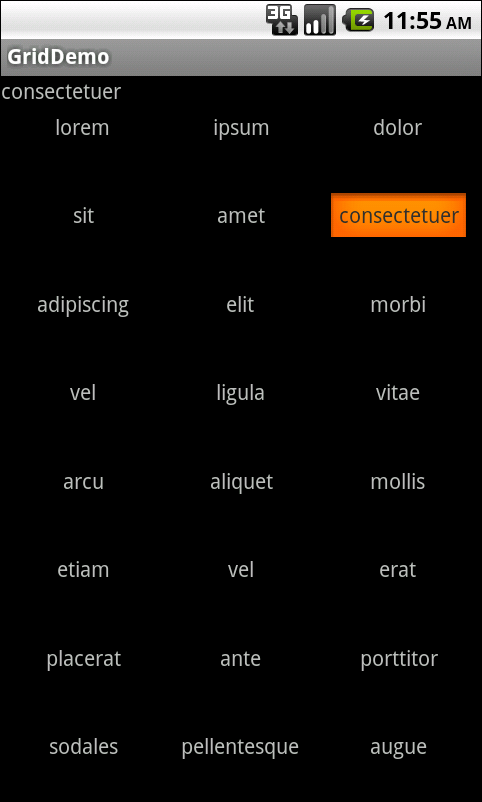 3G 11:55 AM
GridDemo
consectetuer
lorem ipsum dolor
sit amet consectetuer
adipiscing elit morbi
vel ligula vitae
arcu aliquet mollis
etiam vel erat
placerat ante porttitor
sodales pellentesque augue